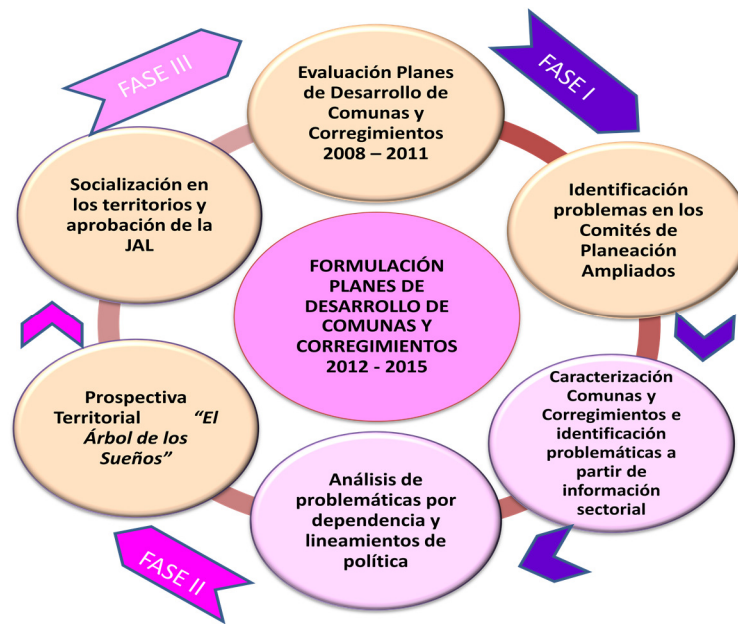 FASE III
Evaluación Planes
de Desarrollo de
Comunas y
Corregimientos
2008 – 2011
FASE I
Identificación
problemas en los
Comités de
Planeación
Ampliados
Caracterización
Comunas y
Corregimientos e
identificación
problemáticas a
partir de
información
sectorial
Análisis de
problemáticas por
dependencia y
lineamientos de
política
FASE II
Prospectiva
Territorial “El
Árbol de los
Sueños”
Socialización en
los territorios y
aprobación de la
JAL
FORMULACIÓN
PLANES DE
DESARROLLO DE
COMUNAS Y
CORREGIMIENTOS
2012 - 2015